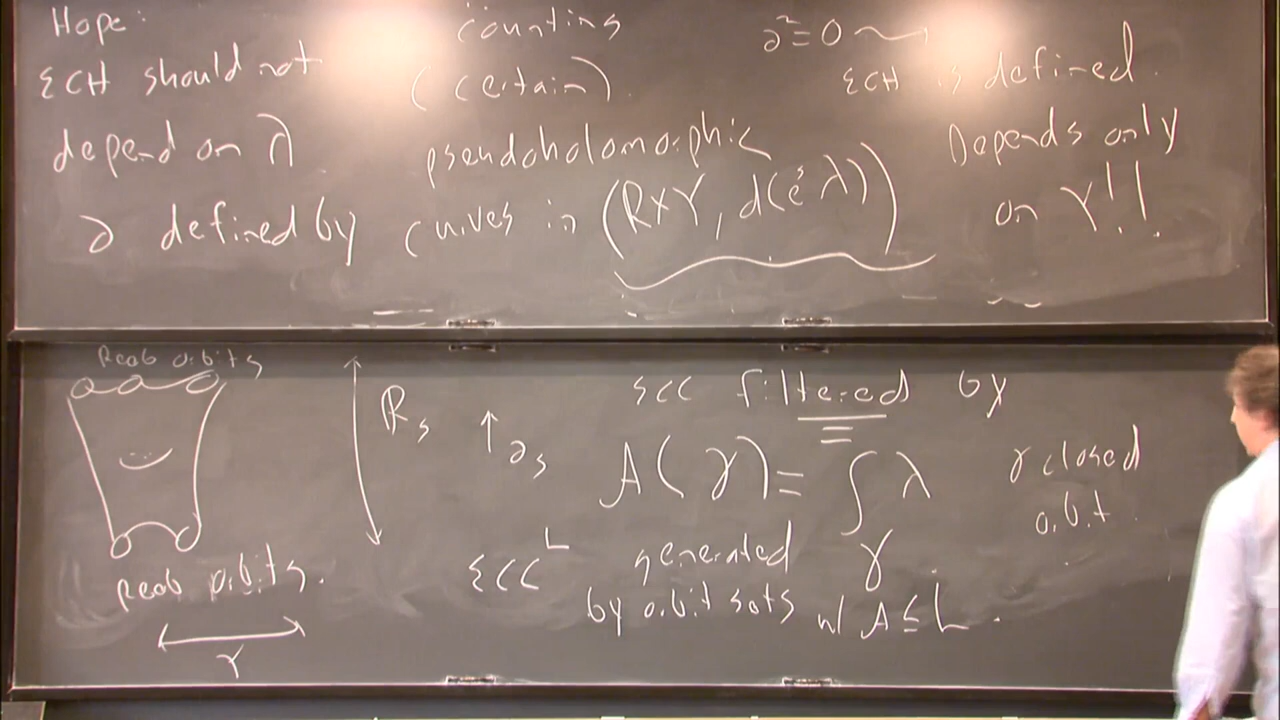 Hope:
ECH should not
depend on λ
∂ defined by
counting
(certain)
pseudoholomorphic
curves in (R×Y, d(e^s λ))
∂²=0 ⇝
ECH is defined.
Depends only
on Y!!
Reeb orbits
Reeb orbits.
Y
R_s
↑ ∂_s
ECC filtered by
A(γ) = ∫_γ λ
γ closed
orbit.
ECC^L generated
by orbit sets w/ A ≤ L.